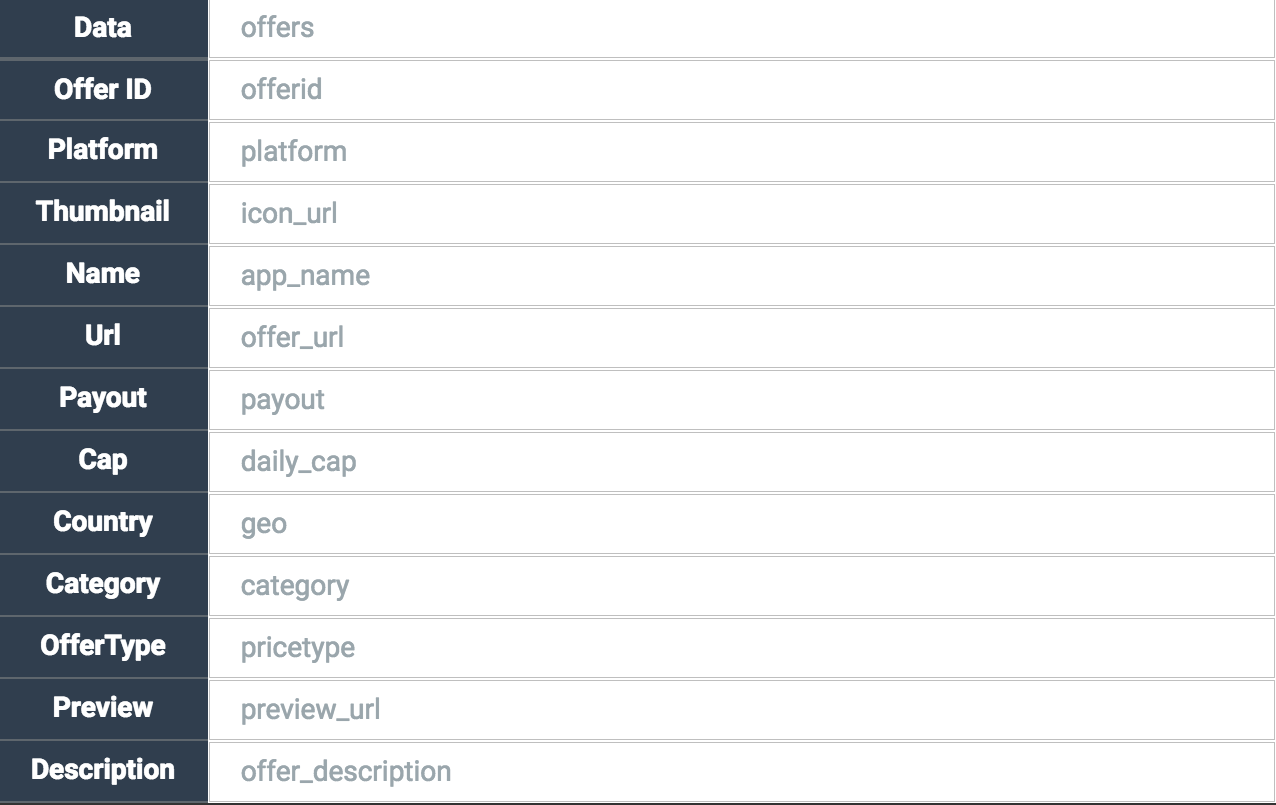 Data offers
Offer ID offerid
Platform platform
Thumbnail icon_url
Name app_name
Url offer_url
Payout payout
Cap daily_cap
Country geo
Category category
OfferType pricetype
Preview preview_url
Description offer_description